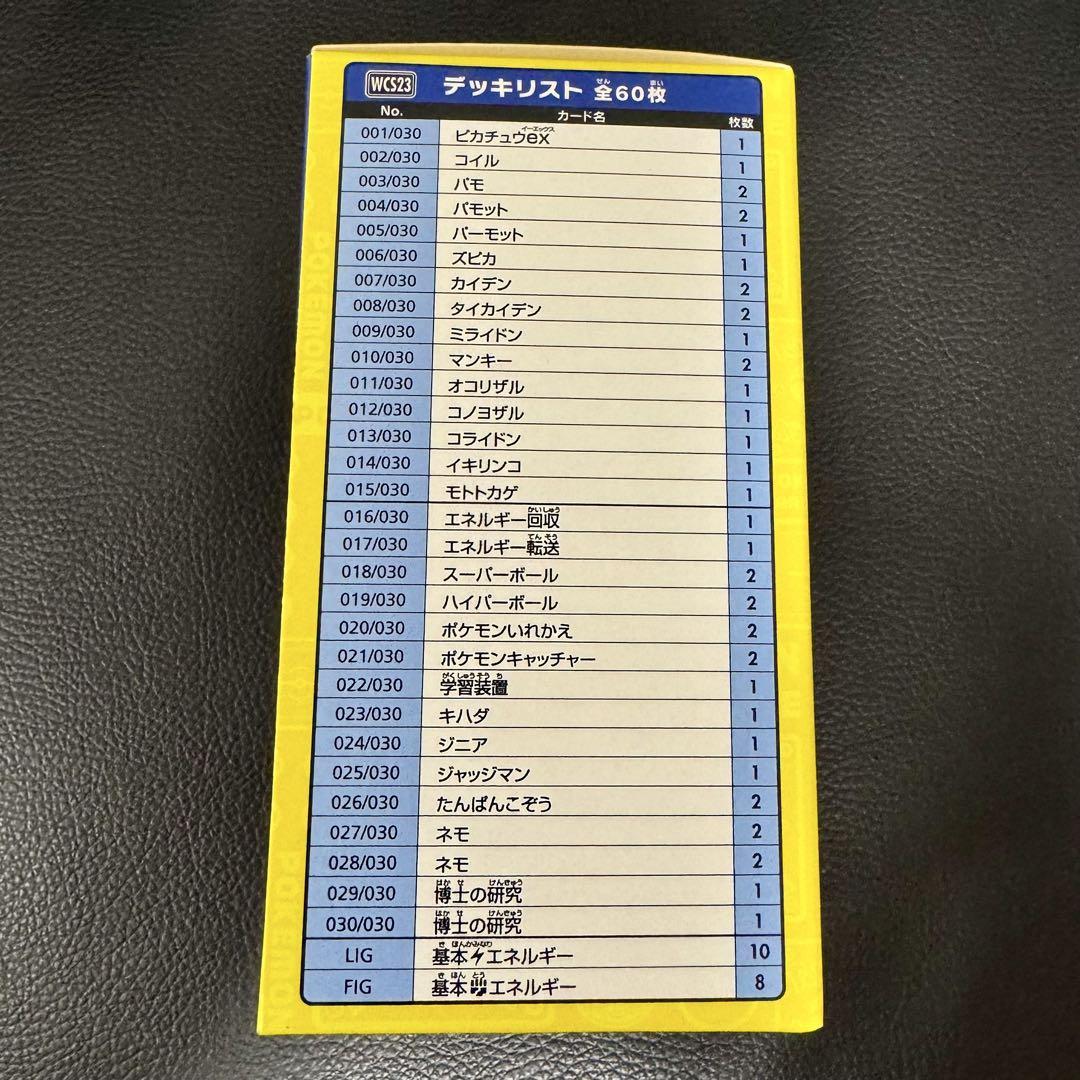 WCS23 デッキリスト 全60枚
No. カード名 枚数
001/030 ピカチュウex 1
002/030 コイル 1
003/030 パモ 2
004/030 パモット 2
005/030 パーモット 1
006/030 ズピカ 1
007/030 カイデン 2
008/030 タイカイデン 2
009/030 ミライドン 1
010/030 マンキー 2
011/030 オコリザル 1
012/030 コノヨザル 1
013/030 コライドン 1
014/030 イキリンコ 1
015/030 モトトカゲ 1
016/030 エネルギー回収 1
017/030 エネルギー転送 1
018/030 スーパーボール 2
019/030 ハイパーボール 2
020/030 ポケモンいれかえ 2
021/030 ポケモンキャッチャー 2
022/030 学習装置 1
023/030 キハダ 1
024/030 ジニア 1
025/030 ジャッジマン 1
026/030 たんぱんこぞう 2
027/030 ネモ 2
028/030 ネモ 2
029/030 博士の研究 1
030/030 博士の研究 1
LIG 基本エネルギー 10
FIG 基本エネルギー 8